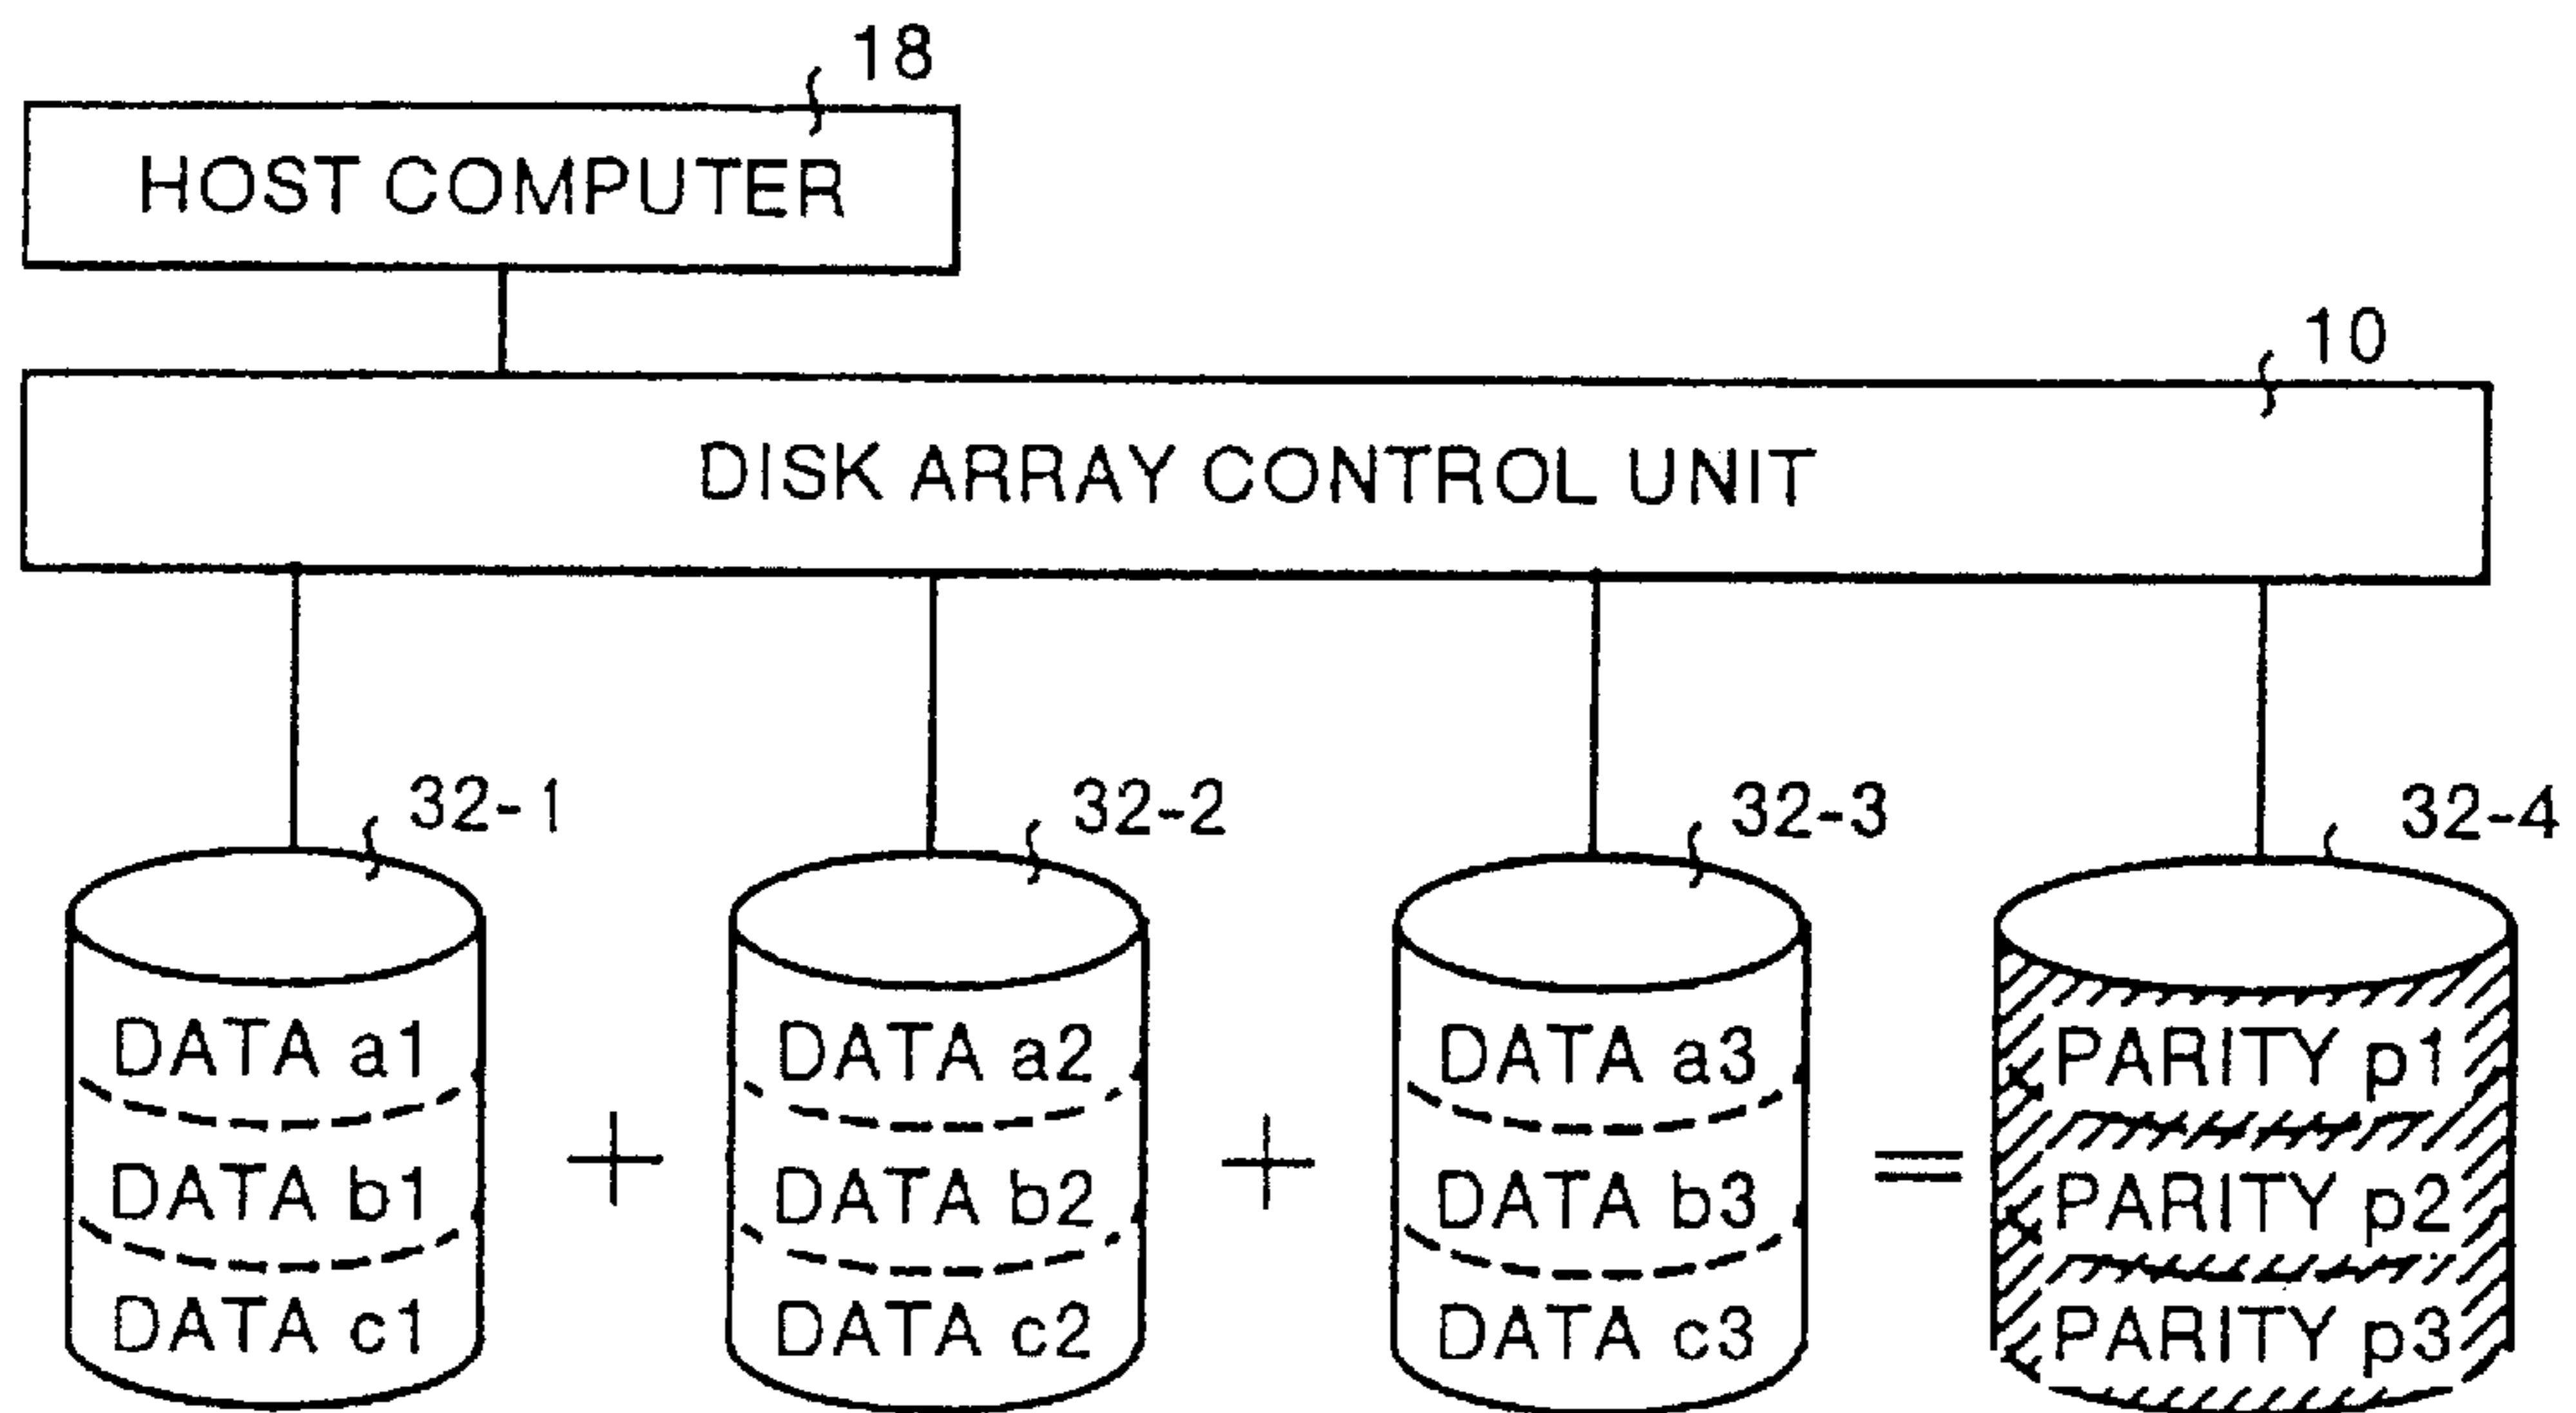 18
HOST COMPUTER
10
DISK ARRAY CONTROL UNIT
32-1 32-2 32-3 32-4
DATA a1 DATA a2 DATA a3 PARITY p1
+ + =
DATA b1 DATA b2 DATA b3 PARITY p2
DATA c1 DATA c2 DATA c3 PARITY p3